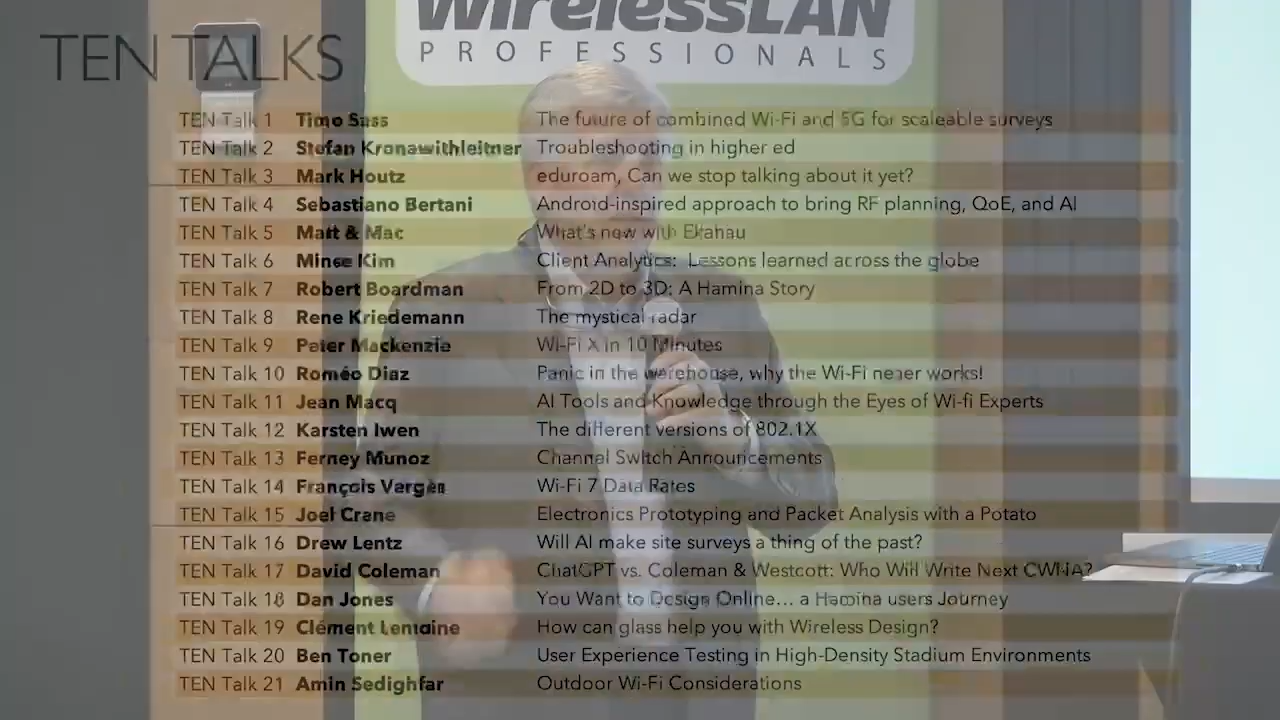 WirelessLAN
PROFESSIONALS
TEN TALKS
TEN Talk 1 Timo Sass The future of combined Wi-Fi and 5G for scaleable surveys
TEN Talk 2 Stefan Kronawithleitner Troubleshooting in higher ed
TEN Talk 3 Mark Houtz eduroam, Can we stop talking about it yet?
TEN Talk 4 Sebastiano Bertani Android-inspired approach to bring RF planning, QoE, and AI
TEN Talk 5 Matt & Mac What's new with Ekahau
TEN Talk 6 Minse Kim Client Analytics: Lessons learned across the globe
TEN Talk 7 Robert Boardman From 2D to 3D: A Hamina Story
TEN Talk 8 Rene Kriedemann The mystical radar
TEN Talk 9 Peter Mackenzie Wi-Fi X in 10 Minutes
TEN Talk 10 Roméo Diaz Panic in the warehouse, why the Wi-Fi never works!
TEN Talk 11 Jean Macq AI Tools and Knowledge through the Eyes of Wi-fi Experts
TEN Talk 12 Karsten Iwen The different versions of 802.1X
TEN Talk 13 Ferney Munoz Channel Switch Announcements
TEN Talk 14 François Vergès Wi-Fi 7 Data Rates
TEN Talk 15 Joel Crane Electronics Prototyping and Packet Analysis with a Potato
TEN Talk 16 Drew Lentz Will AI make site surveys a thing of the past?
TEN Talk 17 David Coleman ChatGPT vs. Coleman & Westcott: Who Will Write Next CWNA?
TEN Talk 18 Dan Jones You Want to Design Online... a Hamina users Journey
TEN Talk 19 Clément Lemoine How can glass help you with Wireless Design?
TEN Talk 20 Ben Toner User Experience Testing in High-Density Stadium Environments
TEN Talk 21 Amin Sedighfar Outdoor Wi-Fi Considerations